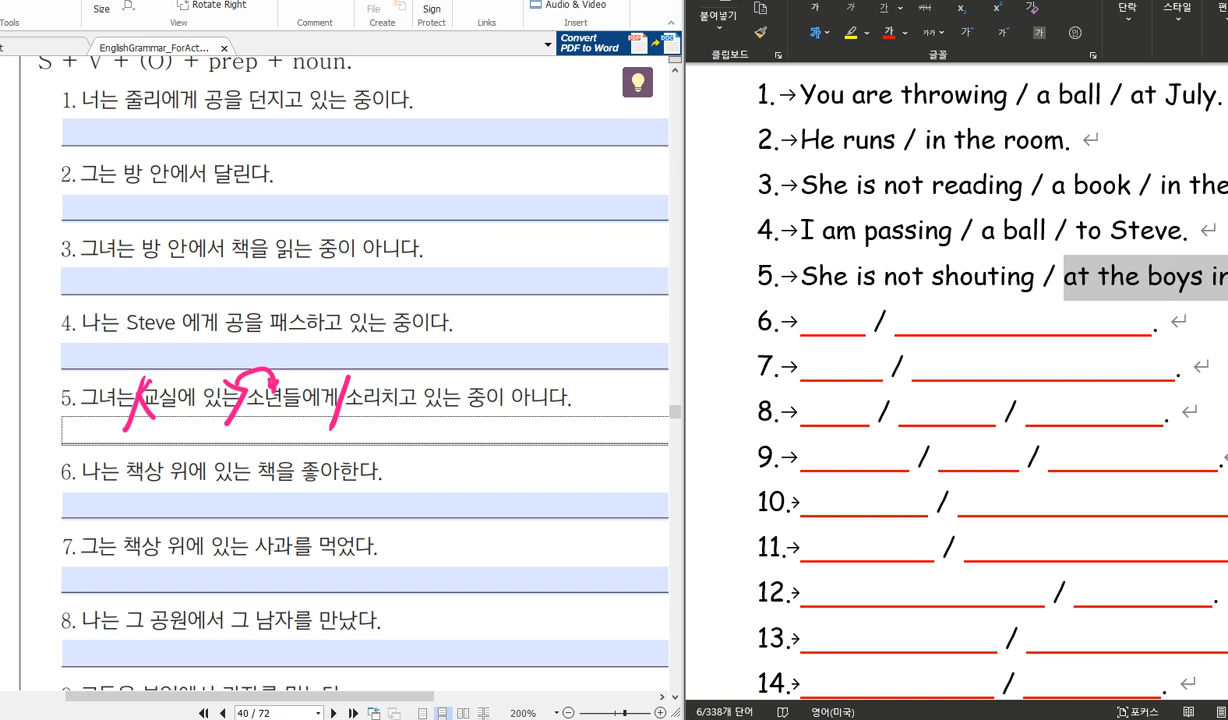 Size
Rotate Right
File
Sign
Audio & Video
Tools
View
Comment
Create
Protect
Links
Insert
EnglishGrammar_ForAct...
Convert
PDF to Word
S + V + (O) + prep + noun.
1. 너는 줄리에게 공을 던지고 있는 중이다.
2. 그는 방 안에서 달린다.
3. 그녀는 방 안에서 책을 읽는 중이 아니다.
4. 나는 Steve 에게 공을 패스하고 있는 중이다.
5. 그녀는 교실에 있는 소년들에게 소리치고 있는 중이 아니다.
6. 나는 책상 위에 있는 책을 좋아한다.
7. 그는 책상 위에 있는 사과를 먹었다.
8. 나는 그 공원에서 그 남자를 만났다.
40 / 72
200%
붙여넣기
단락
스타일
클립보드
글꼴
1.→You are throwing / a ball / at July.
2.→He runs / in the room. ↵
3.→She is not reading / a book / in the
4.→I am passing / a ball / to Steve. ↵
5.→She is not shouting / at the boys in
6.→ / . ↵
7.→ / . ↵
8.→ / / . ↵
9.→ / / .
10.→ /
11.→ /
12.→ / .
13.→ /
14.→ / . ↵
6/338개 단어
영어(미국)
포커스